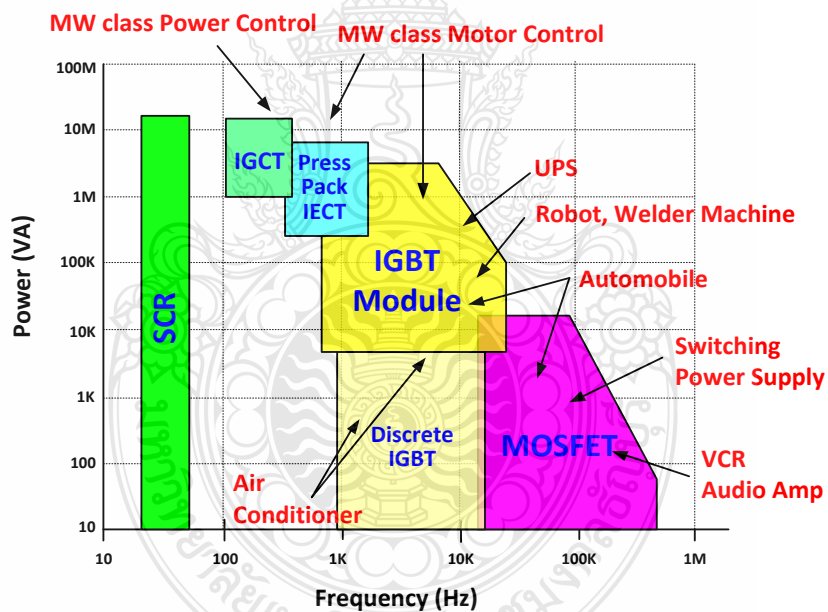 MW class Power Control
MW class Motor Control
100M
10M
1M
100K
10K
1K
100
10
Power (VA)
SCR
IGCT
Press
Pack
IECT
IGBT
Module
Discrete
IGBT
MOSFET
UPS
Robot, Welder Machine
Automobile
Switching
Power Supply
VCR
Audio Amp
Air
Conditioner
10
100
1K
10K
100K
1M
Frequency (Hz)